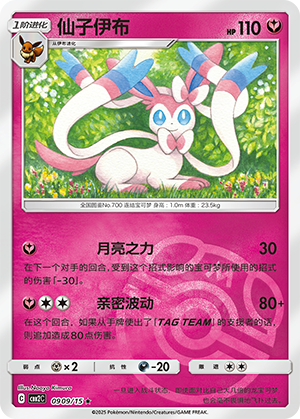 1阶进化
仙子伊布
HP 110
从伊布进化
全国图鉴No.700 连结宝可梦 身高：1.0m 体重：23.5kg
月亮之力 30
在下一个对手的回合，受到这个招式影响的宝可梦所使用的招式
的伤害「-30」。
亲密波动 80+
在这个回合，如果从手牌使出了「TAG TEAM」的支援者，
则追加造成80点伤害。
弱点 ×2 抵抗力 -20 撤退
Illus. Naoyo Kimura
G CSM2C 0909/15
©2025 Pokémon/Nintendo/Creatures/GAME FREAK.